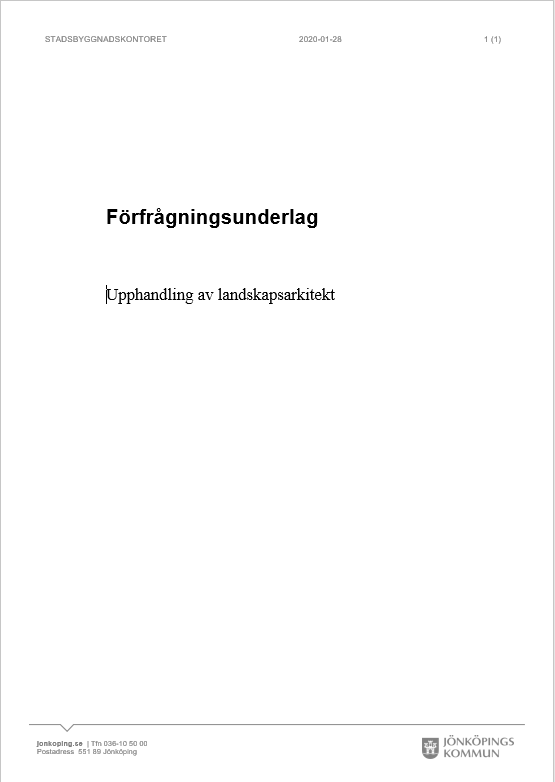 STADSBYGGNADSKONTORET 2020-01-28 1 (1)
Förfrågningsunderlag
Upphandling av landskapsarkitekt
jonkoping.se | Tfn 036-10 50 00
Postadress 551 89 Jönköping
JÖNKÖPINGS
KOMMUN